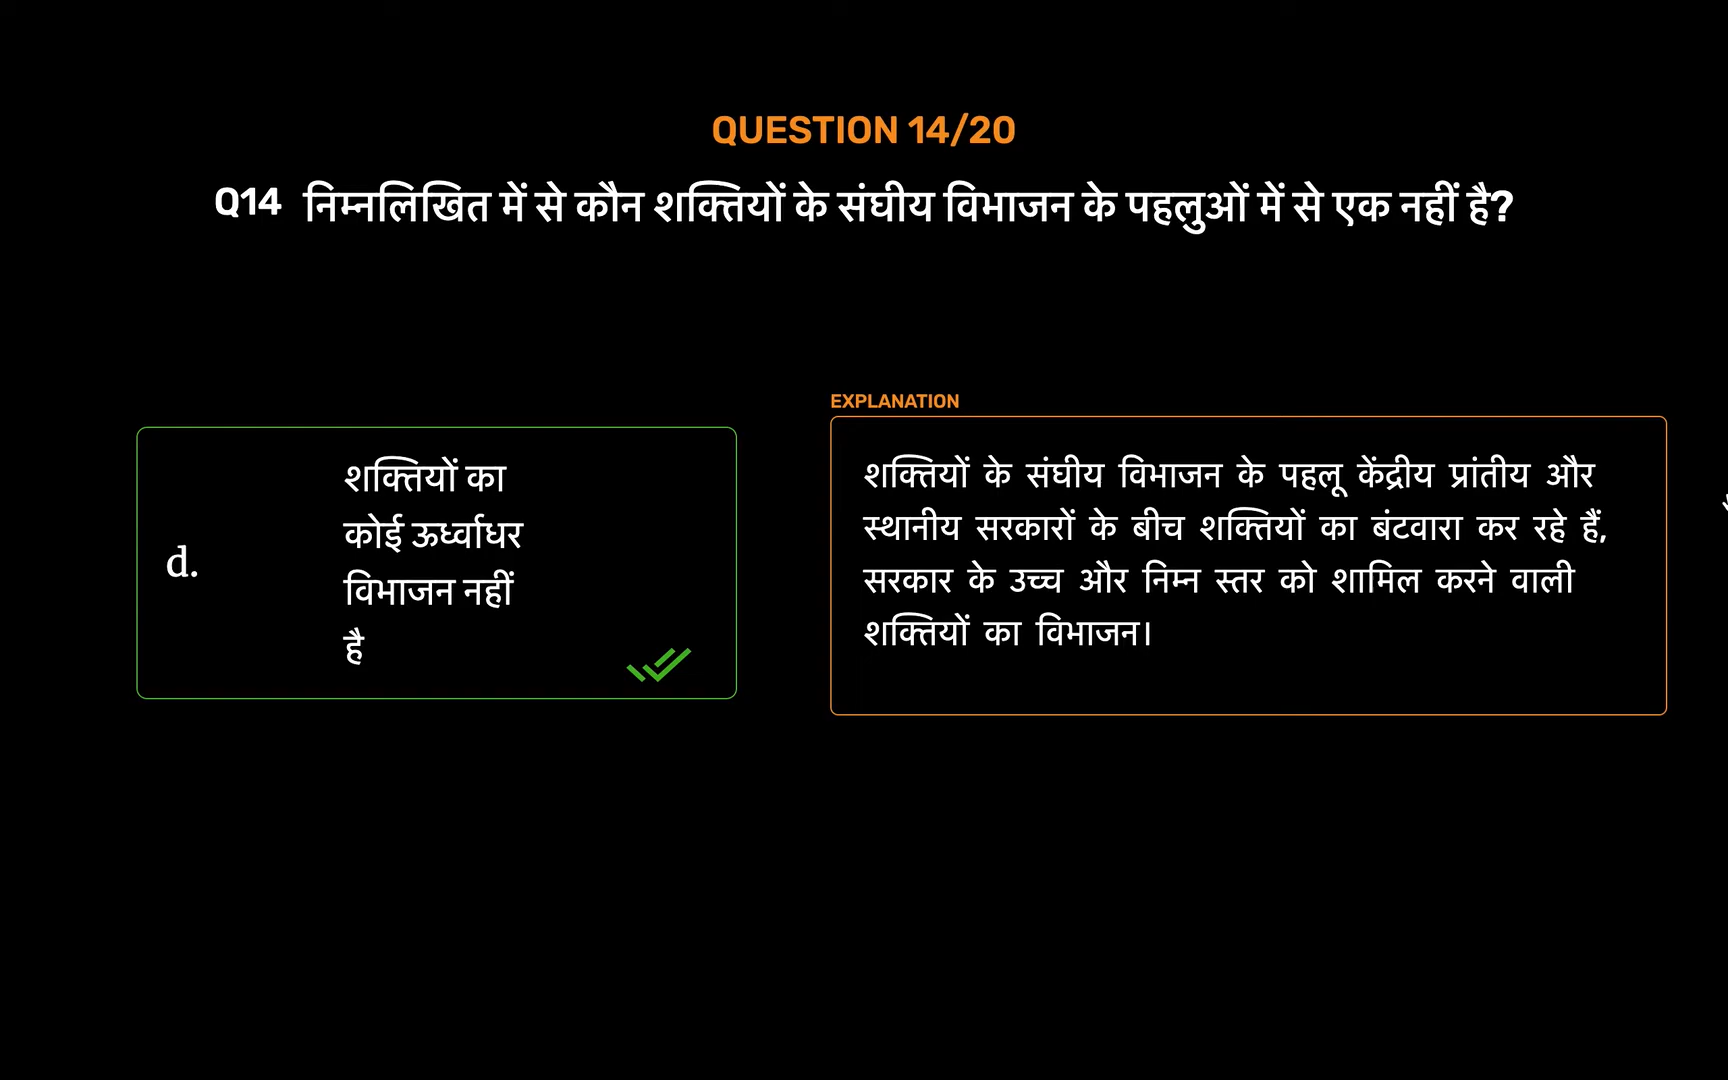 QUESTION 14/20
Q14 निम्नलिखित में से कौन शक्तियों के संघीय विभाजन के पहलुओं में से एक नहीं है?
d.
शक्तियों का
कोई ऊर्ध्वाधर
विभाजन नहीं
है
EXPLANATION
शक्तियों के संघीय विभाजन के पहलू केंद्रीय प्रांतीय और
स्थानीय सरकारों के बीच शक्तियों का बंटवारा कर रहे हैं,
सरकार के उच्च और निम्न स्तर को शामिल करने वाली
शक्तियों का विभाजन।